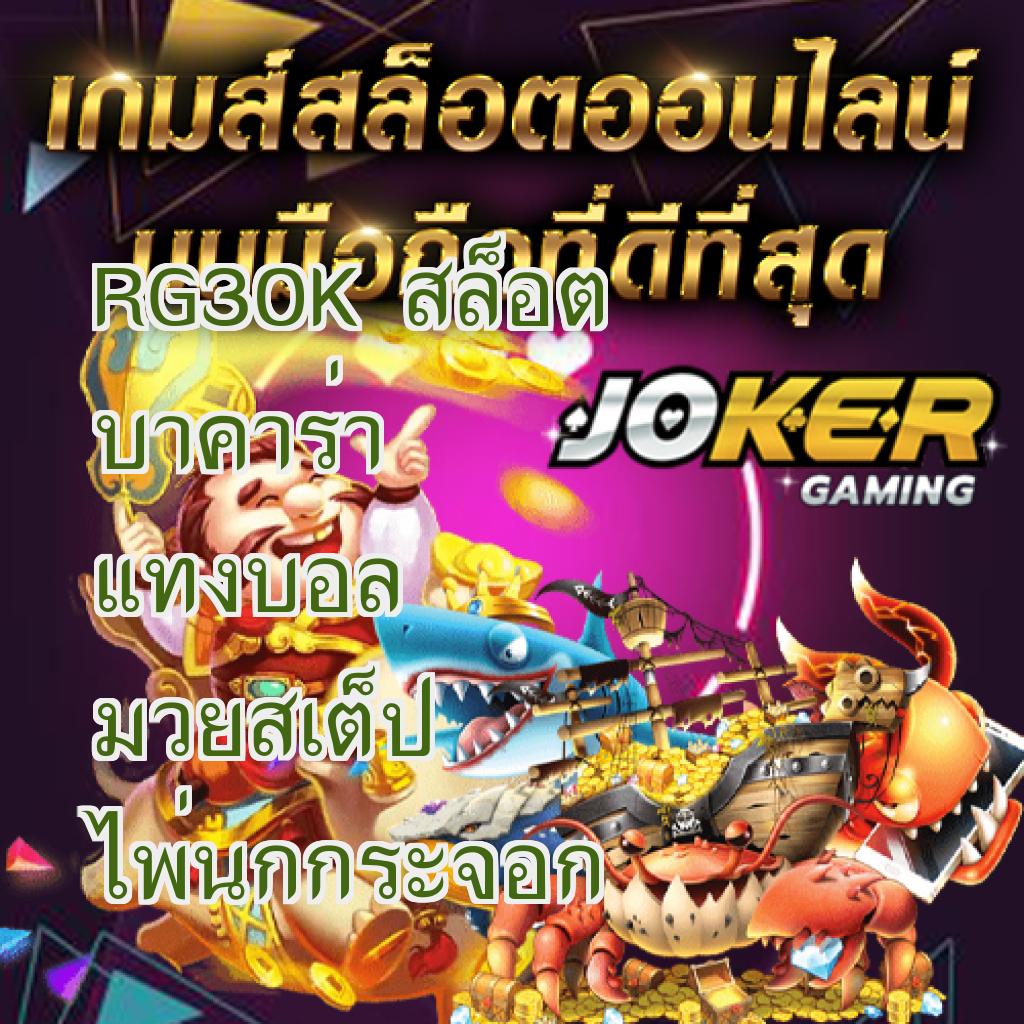 เกมส์สล็อตออนไลน์
บนมือถือที่ดีที่สุด
RG30K สล็อต
บาคาร่า
แทงบอล
มวยสเต็ป
ไพ่นกกระจอก
JOKER
GAMING